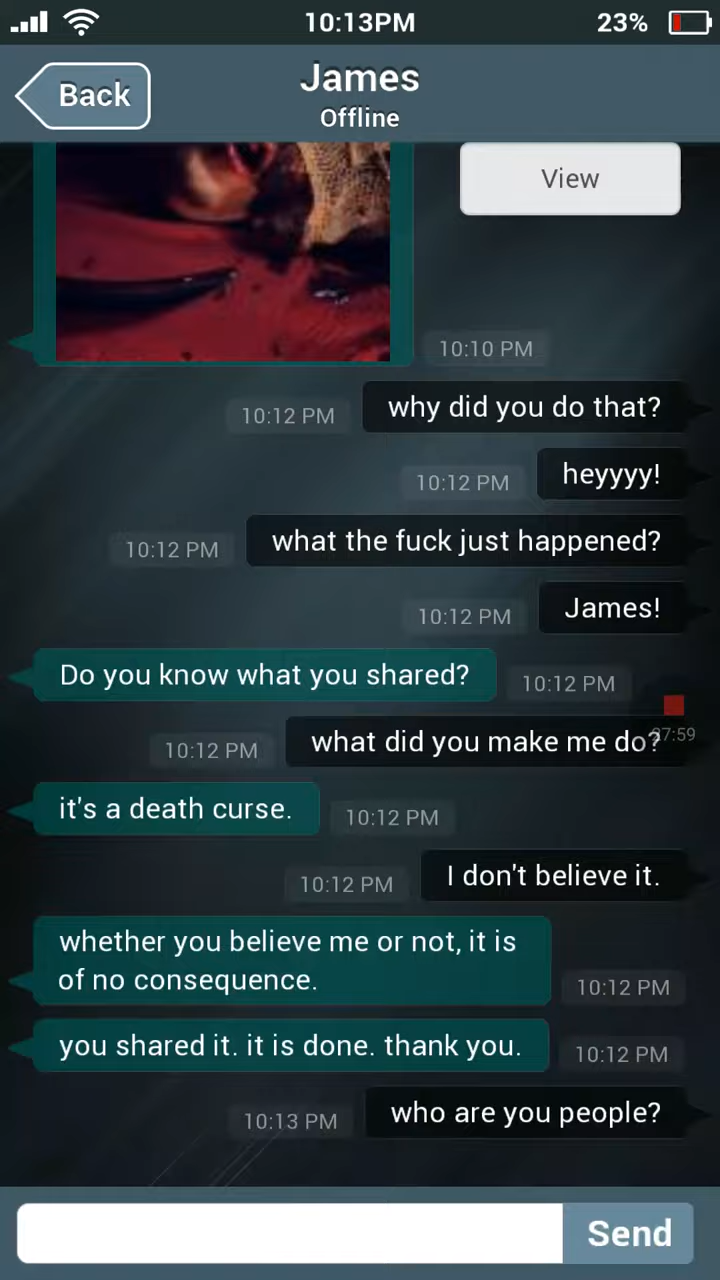 10:13PM
23%
Back
James
Offline
View
10:10 PM
10:12 PM
why did you do that?
10:12 PM
heyyyy!
10:12 PM
what the fuck just happened?
10:12 PM
James!
Do you know what you shared?
10:12 PM
10:12 PM
what did you make me do?
07:59
it's a death curse.
10:12 PM
10:12 PM
I don't believe it.
whether you believe me or not, it is
of no consequence.
10:12 PM
you shared it. it is done. thank you.
10:12 PM
10:13 PM
who are you people?
Send